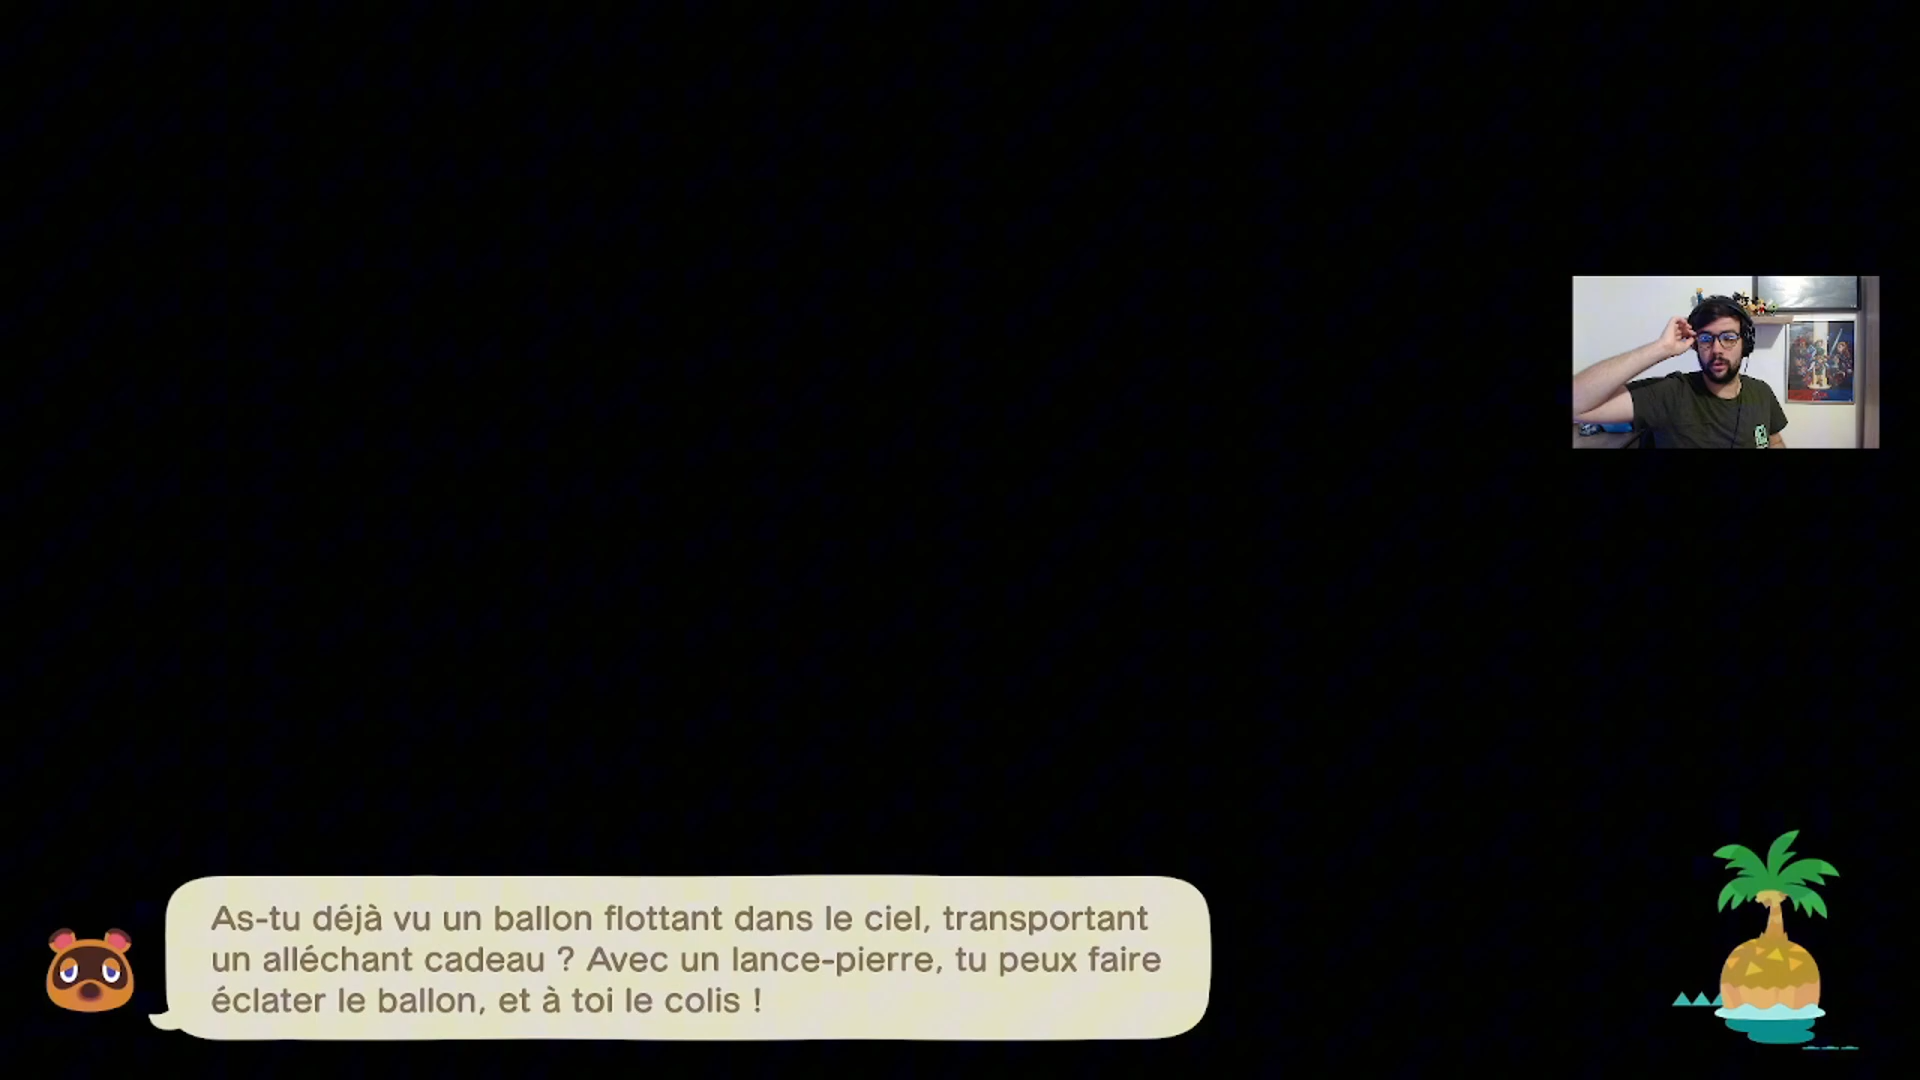 As-tu déjà vu un ballon flottant dans le ciel, transportant
un alléchant cadeau ? Avec un lance-pierre, tu peux faire
éclater le ballon, et à toi le colis !